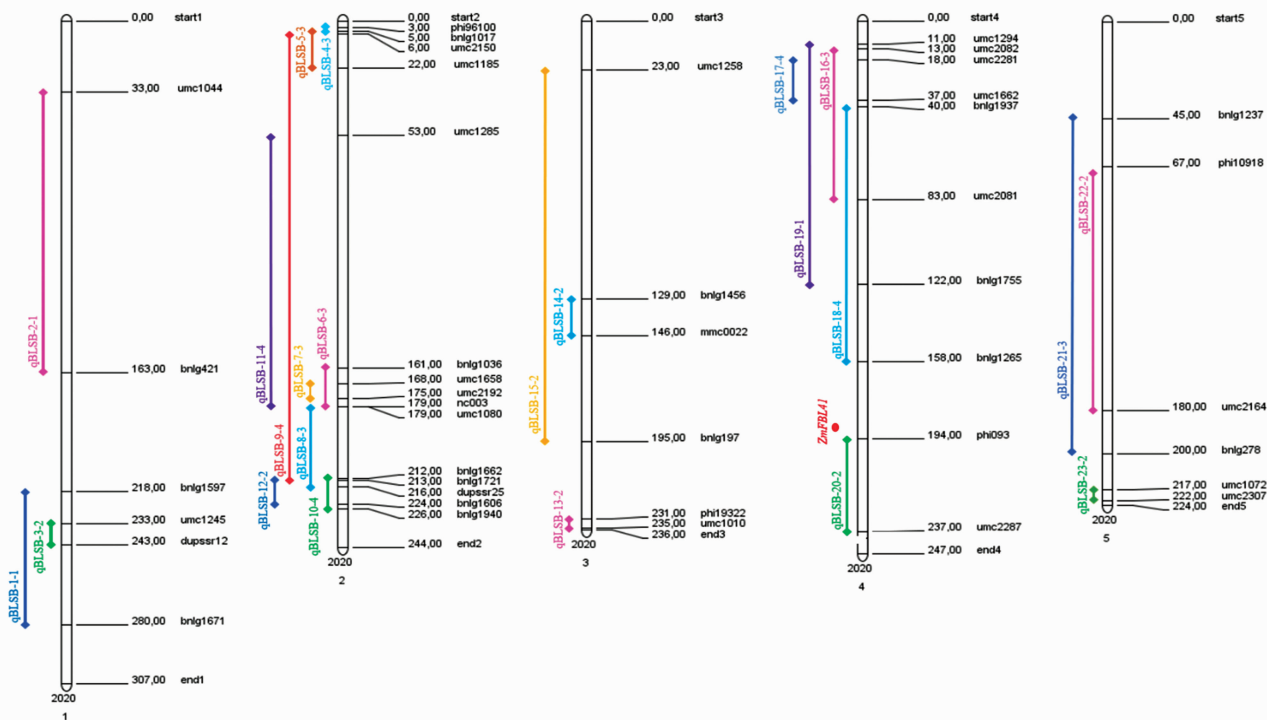 0,00 start1
33,00 umc1044
qBLSB-2-1
163,00 bnlg421
218,00 bnlg1597
233,00 umc1245
qBLSB-3-2
243,00 dupssr12
qBLSB-1-1
280,00 bnlg1671
307,00 end1
2020
1
0,00 start2
3,00 phi96100
5,00 bnlg1017
6,00 umc2150
qBLSB-5-3
qBLSB-4-3
22,00 umc1185
53,00 umc1285
qBLSB-11-4
qBLSB-7-3
qBLSB-6-3
161,00 bnlg1036
168,00 umc1658
175,00 umc2192
179,00 nc003
179,00 umc1080
qBLSB-9-4
qBLSB-8-3
212,00 bnlg1662
213,00 bnlg1721
216,00 dupssr25
224,00 bnlg1606
226,00 bnlg1940
qBLSB-12-2
qBLSB-10-4
244,00 end2
2020
2
0,00 start3
23,00 umc1258
129,00 bnlg1456
qBLSB-14-2
146,00 mmc0022
qBLSB-15-2
195,00 bnlg197
231,00 phi19322
235,00 umc1010
236,00 end3
qBLSB-13-2
2020
3
0,00 start4
11,00 umc1294
13,00 umc2082
18,00 umc2281
qBLSB-17-4
qBLSB-16-3
37,00 umc1662
40,00 bnlg1937
83,00 umc2081
qBLSB-19-1
122,00 bnlg1755
qBLSB-18-4
158,00 bnlg1265
ZmFBL41
194,00 phi093
qBLSB-20-2
237,00 umc2287
247,00 end4
2020
4
0,00 start5
45,00 bnlg1237
67,00 phi10918
qBLSB-22-2
qBLSB-21-3
180,00 umc2164
200,00 bnlg278
qBLSB-23-2
217,00 umc1072
222,00 umc2307
224,00 end5
2020
5